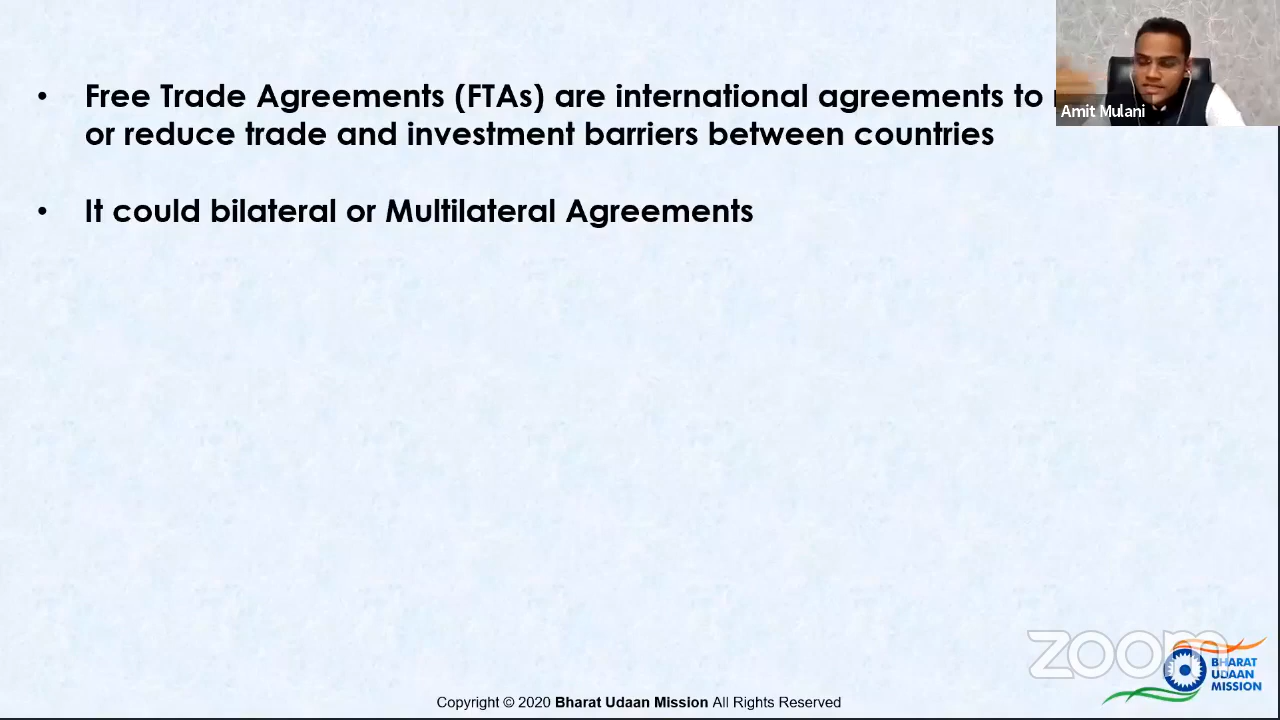 • Free Trade Agreements (FTAs) are international agreements to
or reduce trade and investment barriers between countries
• It could bilateral or Multilateral Agreements
Amit Mulani
zoom
BHARAT
UDAAN
MISSION
Copyright © 2020 Bharat Udaan Mission All Rights Reserved